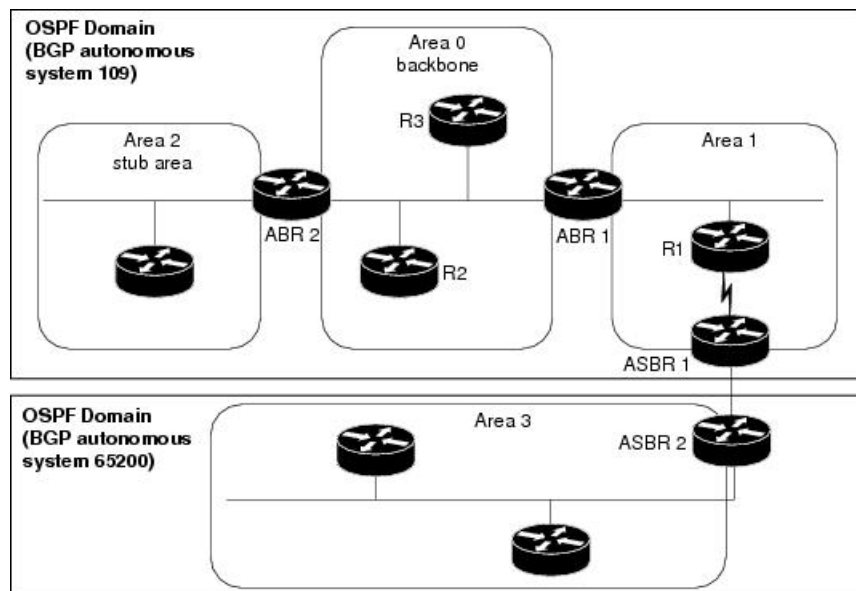 OSPF Domain
(BGP autonomous
system 109)
Area 0
backbone
R3
Area 2
stub area
Area 1
ABR 2
ABR 1
R2
R1
ASBR 1
OSPF Domain
(BGP autonomous
system 65200)
Area 3
ASBR 2